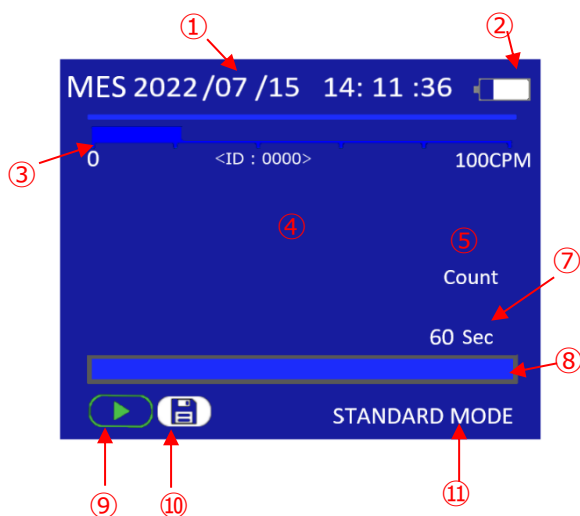 ① ②
MES 2022/07/15 14:11:36
③
0 <ID：0000> 100CPM
④ ⑤
Count
⑦
60 Sec
⑧
STANDARD MODE
⑨ ⑩ ⑪